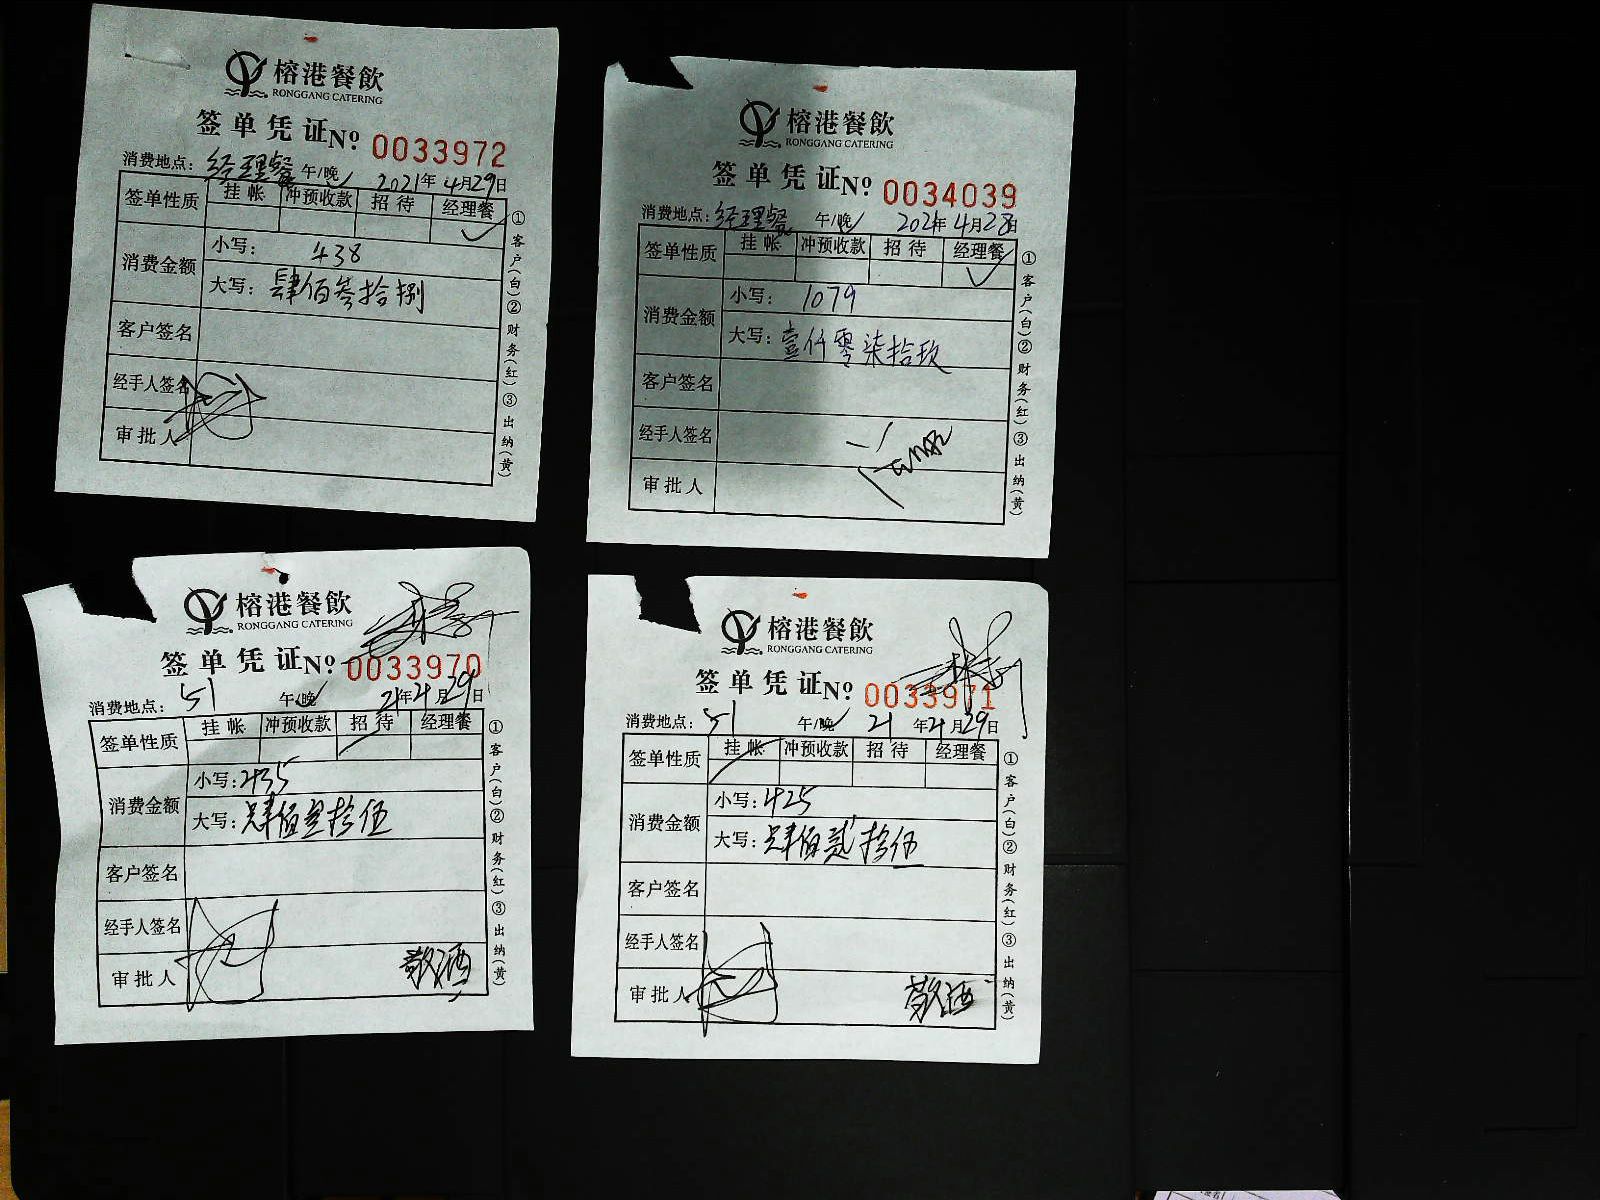 榕港餐飲
RONGGANG CATERING
签单凭证№ 0033972
消费地点: 经理餐 午/晚 2021年4月29日
签单性质 挂帐 冲预收款 招待 经理餐
消费金额 小写: 438
大写: 肆佰叁拾捌
客户签名
经手人签名
审批人
①客户(白)②财务(红)③出纳(黄)
榕港餐飲
RONGGANG CATERING
签单凭证№ 0034039
消费地点: 经理餐 午/晚 2021年4月28日
签单性质 挂帐 冲预收款 招待 经理餐
消费金额 小写: 1079
大写: 壹仟零柒拾玖
客户签名
经手人签名
审批人
①客户(白)②财务(红)③出纳(黄)
榕港餐飲
RONGGANG CATERING
签单凭证№ 0033970
消费地点: 51 午/晚 21年4月29日
签单性质 挂帐 冲预收款 招待 经理餐
消费金额 小写: 435
大写: 肆佰叁拾伍
客户签名
经手人签名
审批人 敬酒
①客户(白)②财务(红)③出纳(黄)
榕港餐飲
RONGGANG CATERING
签单凭证№ 0033971
消费地点: 51 午/晚 21年4月29日
签单性质 挂帐 冲预收款 招待 经理餐
消费金额 小写: 425
大写: 肆佰贰拾伍
客户签名
经手人签名
审批人 敬酒
①客户(白)②财务(红)③出纳(黄)